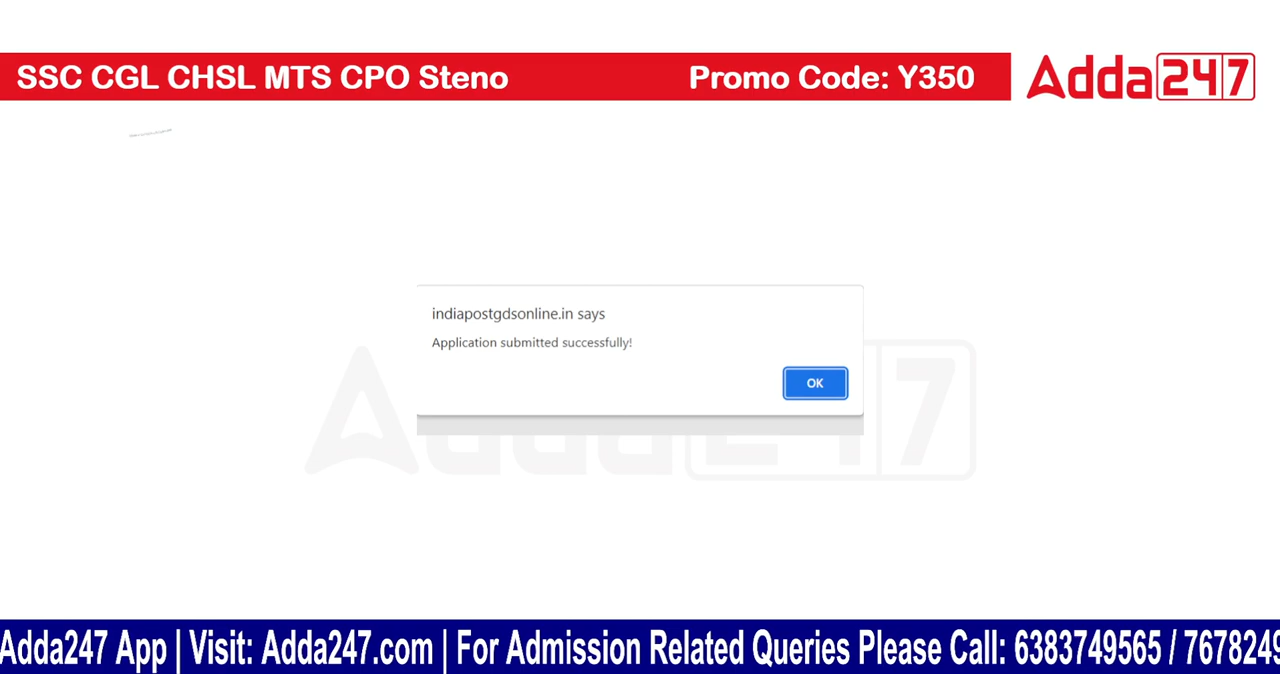 SSC CGL CHSL MTS CPO Steno Promo Code: Y350 Adda247
indiapostgdsonline.in says
Application submitted successfully!
OK
Adda247
Adda247 App | Visit: Adda247.com | For Admission Related Queries Please Call: 6383749565 / 7678249